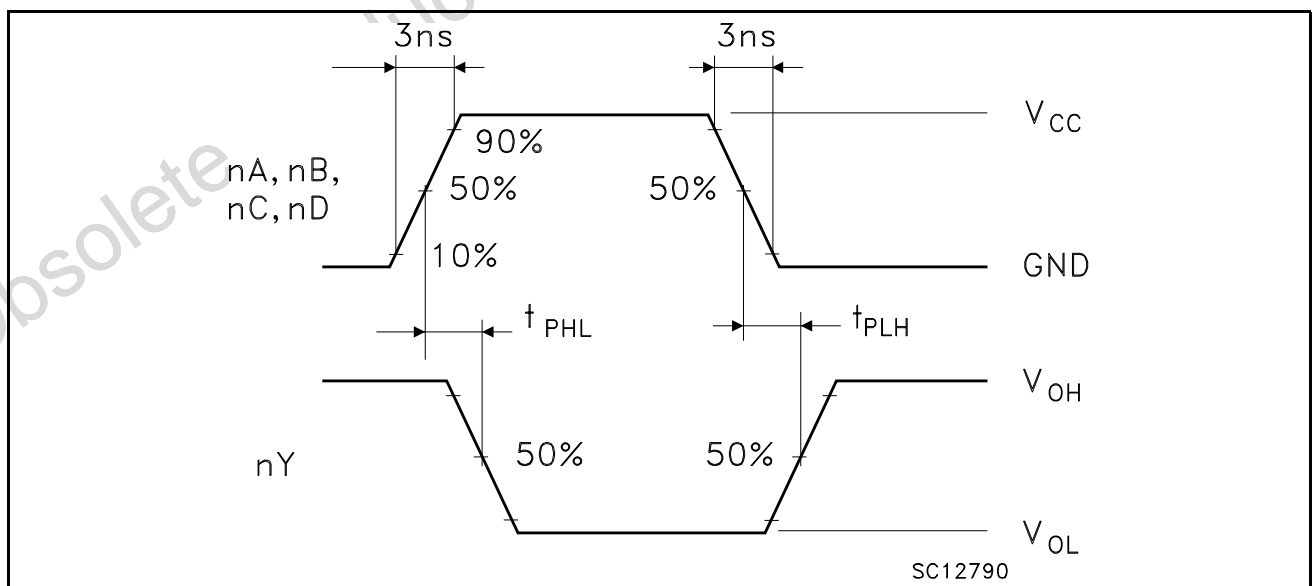 3ns 3ns
VCC
90%
nA, nB,
nC, nD
50% 50%
10%
GND
tPHL tPLH
VOH
50% 50%
nY
VOL
SC12790
obsolete